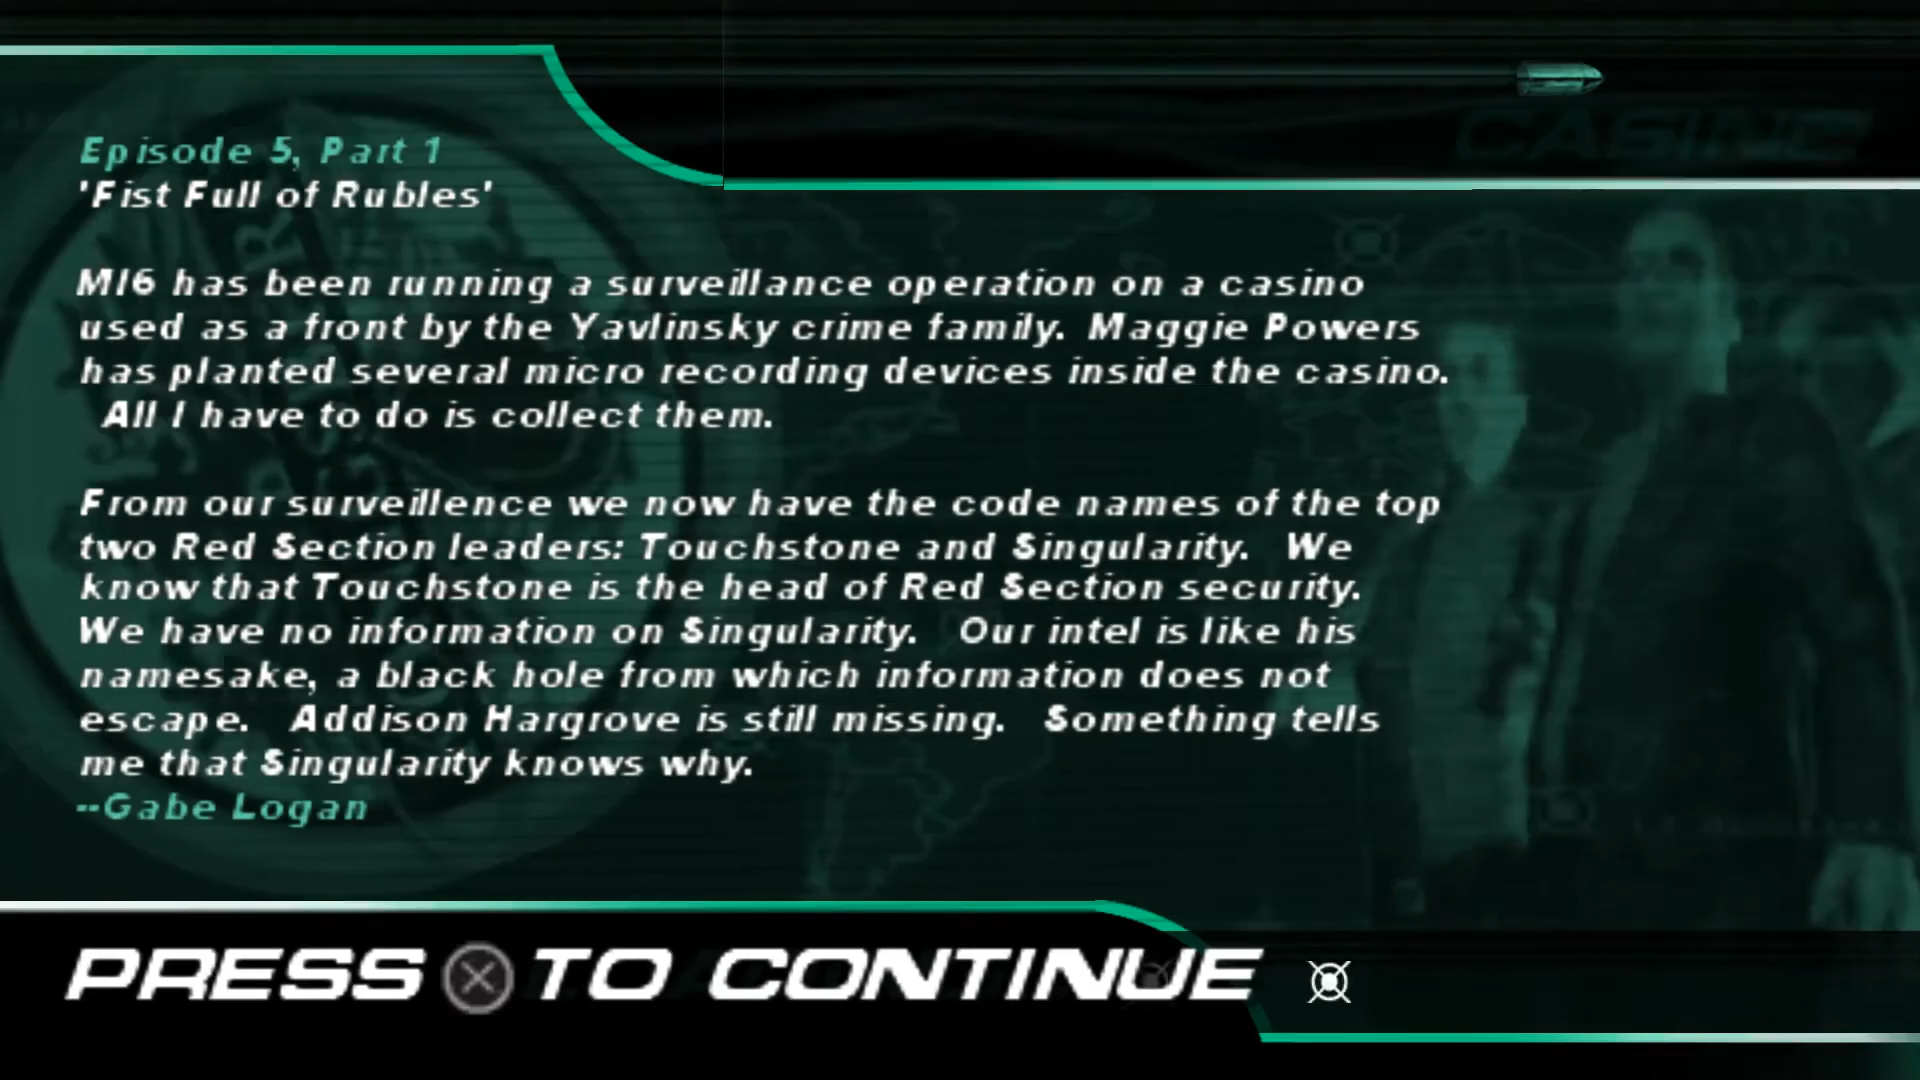 CASINO
Episode 5, Part 1
'Fist Full of Rubles'
MI6 has been running a surveillance operation on a casino
used as a front by the Yavlinsky crime family. Maggie Powers
has planted several micro recording devices inside the casino.
All I have to do is collect them.
From our surveillence we now have the code names of the top
two Red Section leaders: Touchstone and Singularity. We
know that Touchstone is the head of Red Section security.
We have no information on Singularity. Our intel is like his
namesake, a black hole from which information does not
escape. Addison Hargrove is still missing. Something tells
me that Singularity knows why.
--Gabe Logan
PRESS TO CONTINUE